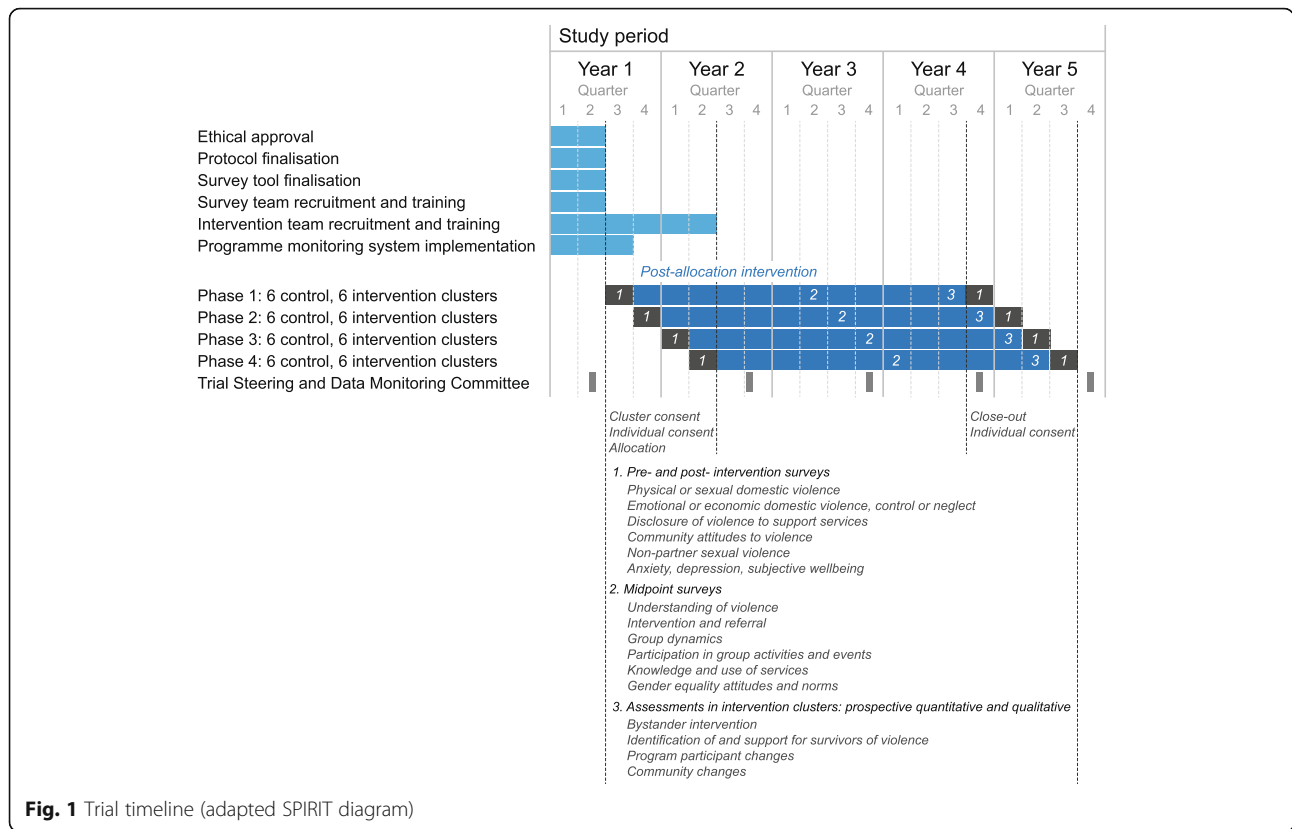 Study period
Year 1 Year 2 Year 3 Year 4 Year 5
Quarter Quarter Quarter Quarter Quarter
1 2 3 4 1 2 3 4 1 2 3 4 1 2 3 4 1 2 3 4
Ethical approval
Protocol finalisation
Survey tool finalisation
Survey team recruitment and training
Intervention team recruitment and training
Programme monitoring system implementation
Post-allocation intervention
Phase 1: 6 control, 6 intervention clusters 1 2 3 1
Phase 2: 6 control, 6 intervention clusters 1 2 3 1
Phase 3: 6 control, 6 intervention clusters 1 2 3 1
Phase 4: 6 control, 6 intervention clusters 1 2 3 1
Trial Steering and Data Monitoring Committee
Cluster consent Close-out
Individual consent Individual consent
Allocation
1. Pre- and post- intervention surveys
Physical or sexual domestic violence
Emotional or economic domestic violence, control or neglect
Disclosure of violence to support services
Community attitudes to violence
Non-partner sexual violence
Anxiety, depression, subjective wellbeing
2. Midpoint surveys
Understanding of violence
Intervention and referral
Group dynamics
Participation in group activities and events
Knowledge and use of services
Gender equality attitudes and norms
3. Assessments in intervention clusters: prospective quantitative and qualitative
Bystander intervention
Identification of and support for survivors of violence
Program participant changes
Community changes
Fig. 1 Trial timeline (adapted SPIRIT diagram)